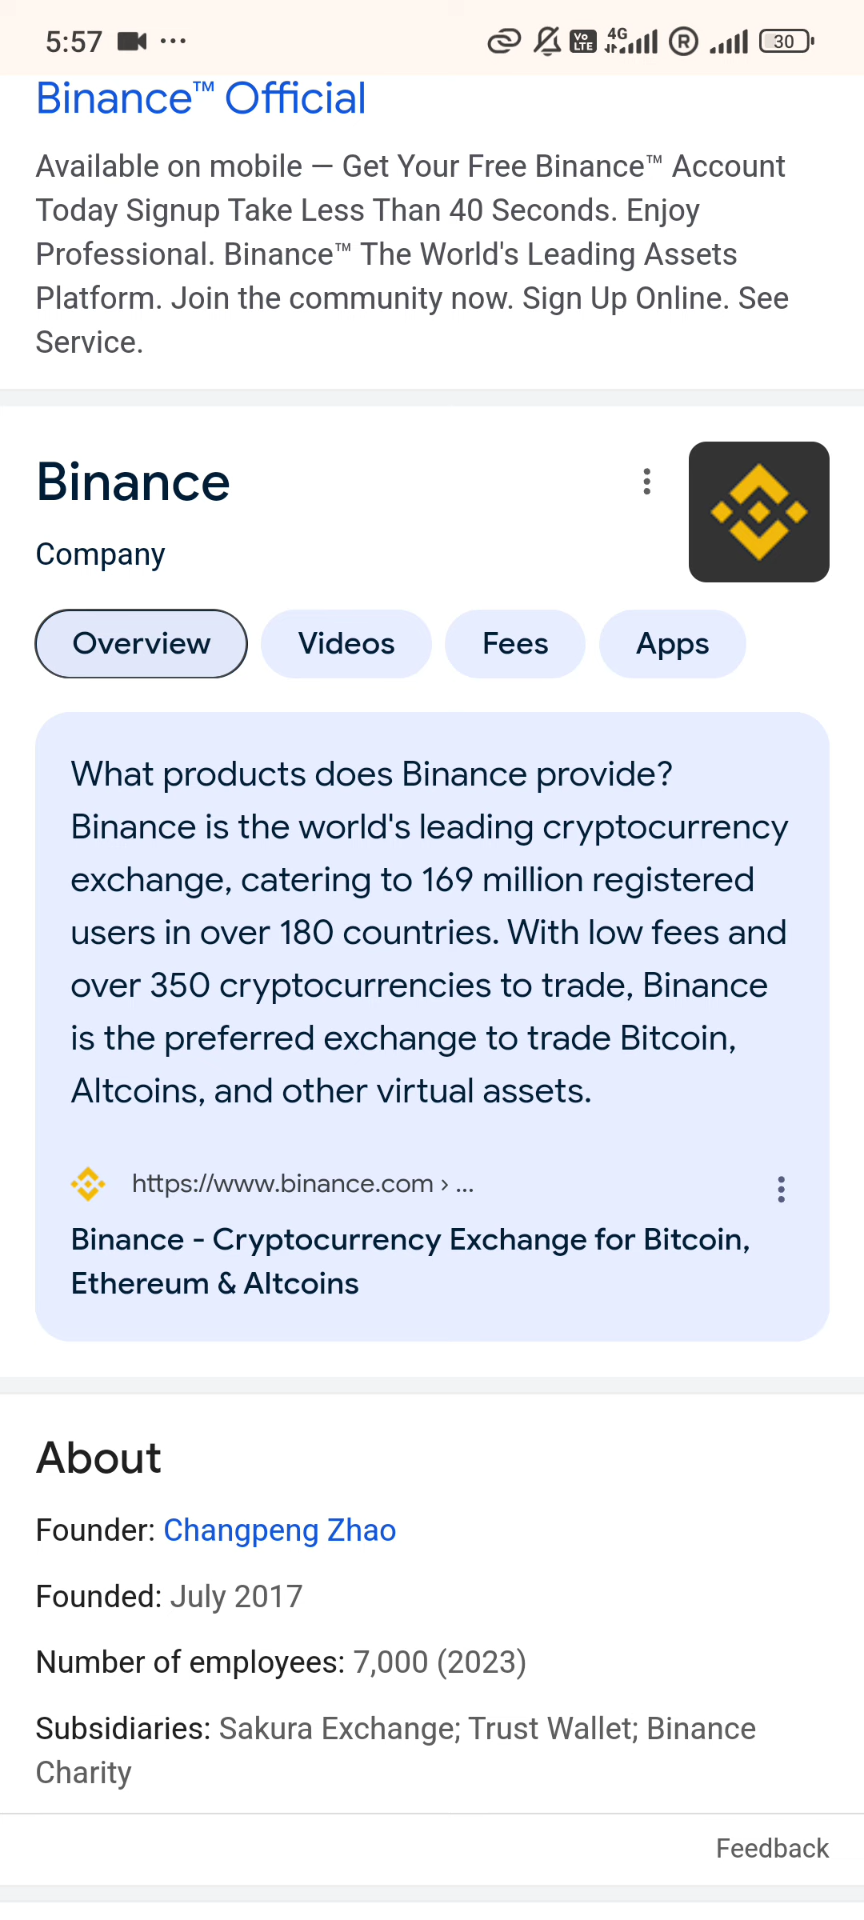 5:57
Vo LTE 4G R 30
Binance™ Official
Available on mobile — Get Your Free Binance™ Account
Today Signup Take Less Than 40 Seconds. Enjoy
Professional. Binance™ The World's Leading Assets
Platform. Join the community now. Sign Up Online. See
Service.
Binance
Company
Overview Videos Fees Apps
What products does Binance provide?
Binance is the world's leading cryptocurrency
exchange, catering to 169 million registered
users in over 180 countries. With low fees and
over 350 cryptocurrencies to trade, Binance
is the preferred exchange to trade Bitcoin,
Altcoins, and other virtual assets.
https://www.binance.com › ...
Binance - Cryptocurrency Exchange for Bitcoin,
Ethereum & Altcoins
About
Founder: Changpeng Zhao
Founded: July 2017
Number of employees: 7,000 (2023)
Subsidiaries: Sakura Exchange; Trust Wallet; Binance
Charity
Feedback